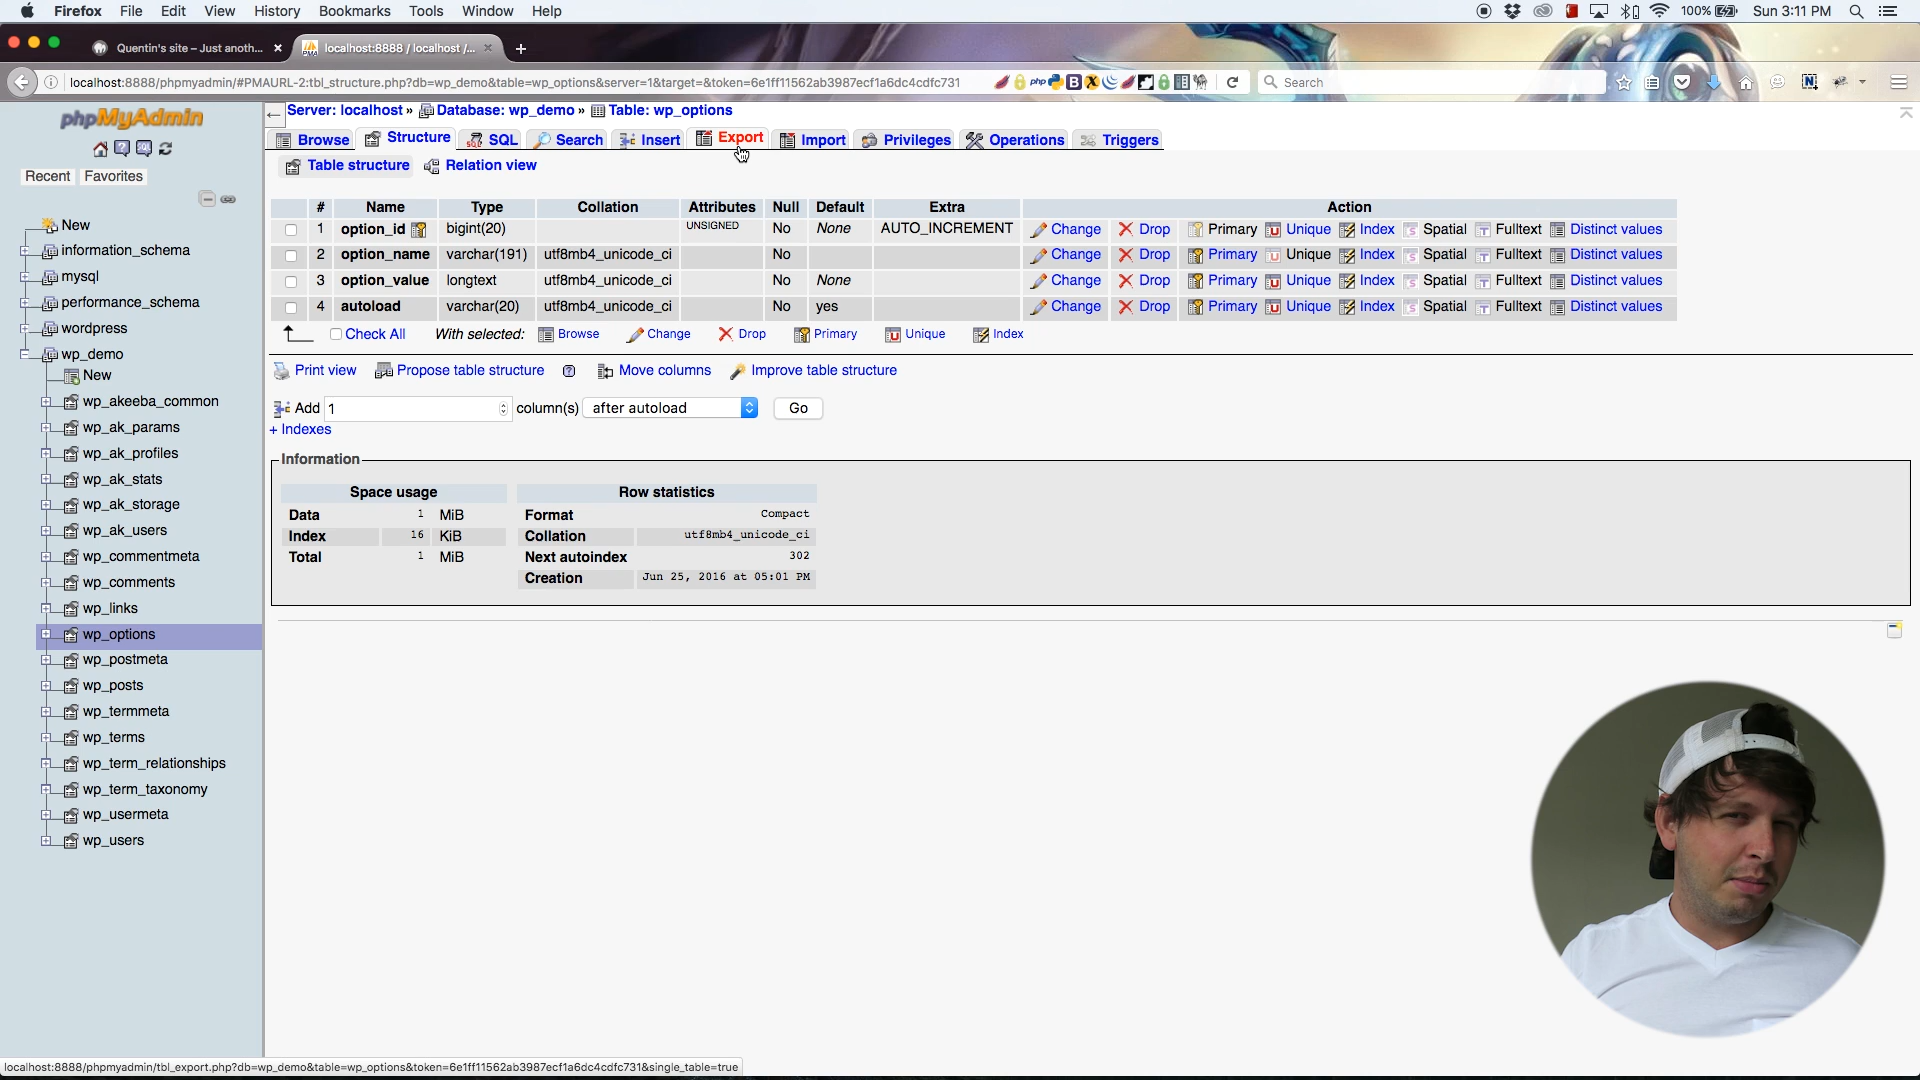 Firefox File Edit View History Bookmarks Tools Window Help 100% Sun 3:11 PM
Quentin's site – Just anoth... localhost:8888 / localhost /...
localhost:8888/phpmyadmin/#PMAURL-2:tbl_structure.php?db=wp_demo&table=wp_options&server=1&target=&token=6e1ff11562ab3987ecf1a6dc4cdfc731 Search
phpMyAdmin
Recent Favorites
New
information_schema
mysql
performance_schema
wordpress
wp_demo
New
wp_akeeba_common
wp_ak_params
wp_ak_profiles
wp_ak_stats
wp_ak_storage
wp_ak_users
wp_commentmeta
wp_comments
wp_links
wp_options
wp_postmeta
wp_posts
wp_termmeta
wp_terms
wp_term_relationships
wp_term_taxonomy
wp_usermeta
wp_users
Server: localhost » Database: wp_demo » Table: wp_options
Browse Structure SQL Search Insert Export Import Privileges Operations Triggers
Table structure Relation view
# Name Type Collation Attributes Null Default Extra Action
1 option_id bigint(20) UNSIGNED No None AUTO_INCREMENT Change Drop Primary Unique Index Spatial Fulltext Distinct values
2 option_name varchar(191) utf8mb4_unicode_ci No Change Drop Primary Unique Index Spatial Fulltext Distinct values
3 option_value longtext utf8mb4_unicode_ci No None Change Drop Primary Unique Index Spatial Fulltext Distinct values
4 autoload varchar(20) utf8mb4_unicode_ci No yes Change Drop Primary Unique Index Spatial Fulltext Distinct values
Check All With selected: Browse Change Drop Primary Unique Index
Print view Propose table structure Move columns Improve table structure
Add 1 column(s) after autoload Go
+ Indexes
Information
Space usage
Data 1 MiB
Index 16 KiB
Total 1 MiB
Row statistics
Format Compact
Collation utf8mb4_unicode_ci
Next autoindex 302
Creation Jun 25, 2016 at 05:01 PM
localhost:8888/phpmyadmin/tbl_export.php?db=wp_demo&table=wp_options&token=6e1ff11562ab3987ecf1a6dc4cdfc731&single_table=true